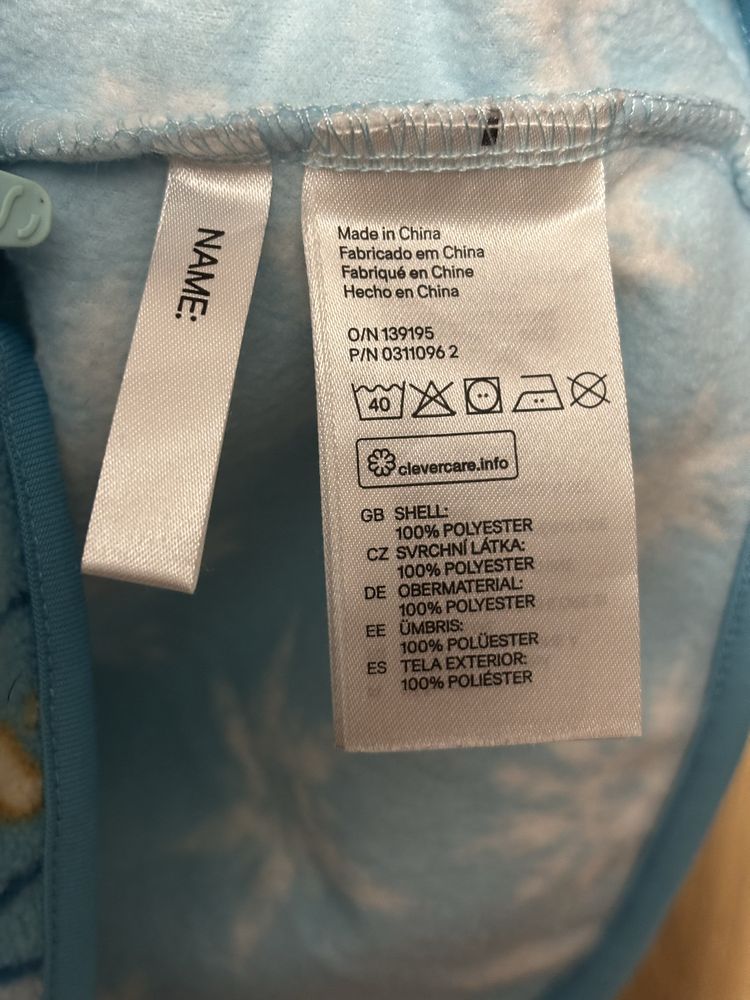 NAME:
Made in China
Fabricado em China
Fabriqué en Chine
Hecho en China
O/N 139195
P/N 0311096 2
40
clevercare.info
GB SHELL:
100% POLYESTER
CZ SVRCHNÍ LÁTKA:
100% POLYESTER
DE OBERMATERIAL:
100% POLYESTER
EE ÜMBRIS:
100% POLÜESTER
ES TELA EXTERIOR:
100% POLIÉSTER